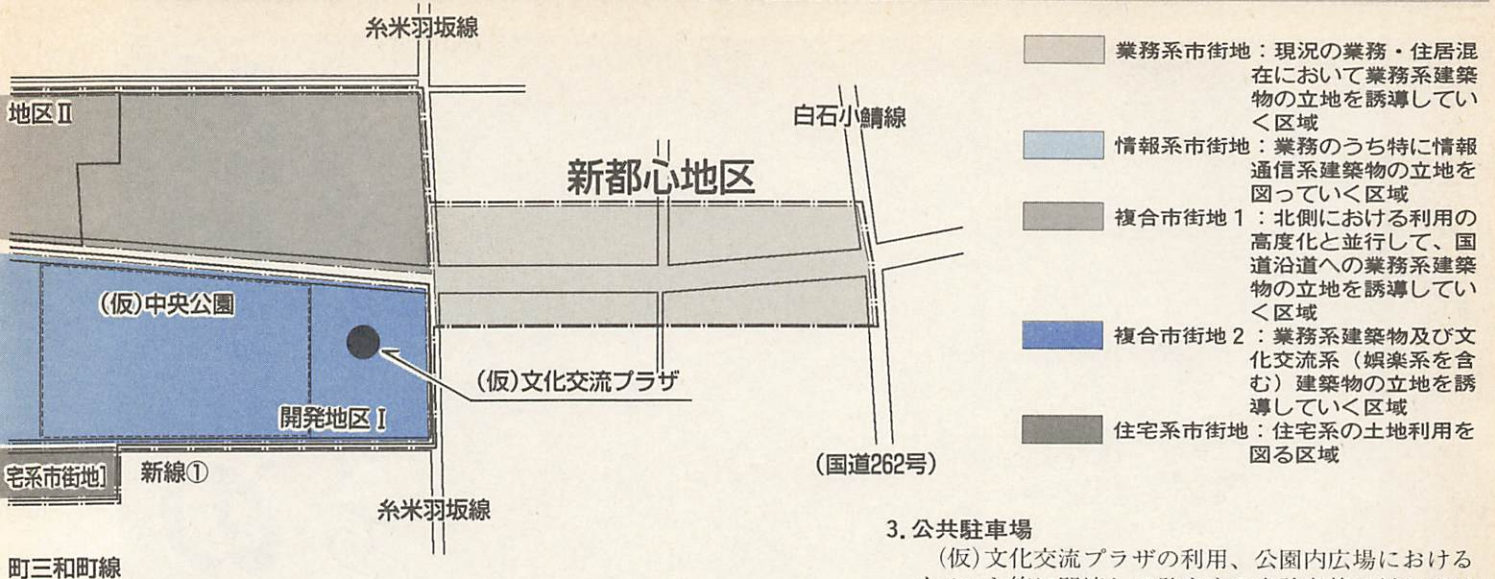 糸米羽坂線
地区Ⅱ
白石小鯖線
新都心地区
(仮)中央公園
(仮)文化交流プラザ
開発地区Ⅰ
宅系市街地]
新線①
(国道262号)
糸米羽坂線
町三和町線
業務系市街地：現況の業務・住居混
在において業務系建築
物の立地を誘導してい
く区域
情報系市街地：業務のうち特に情報
通信系建築物の立地を
図っていく区域
複合市街地1：北側における利用の
高度化と並行して、国
道沿道への業務系建築
物の立地を誘導してい
く区域
複合市街地2：業務系建築物及び文
化交流系（娯楽系を含
む）建築物の立地を誘
導していく区域
住宅系市街地：住宅系の土地利用を
図る区域
3. 公共駐車場
(仮)文化交流プラザの利用、公園内広場における